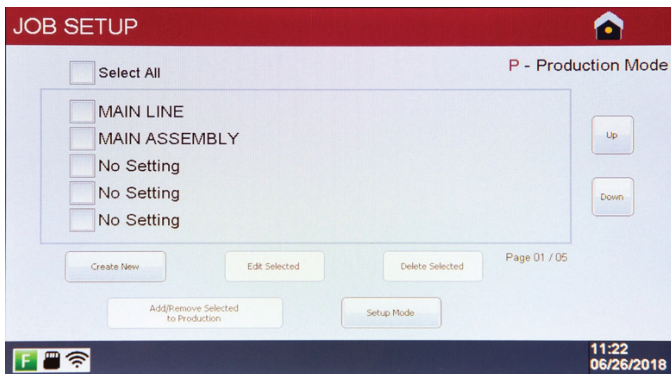 JOB SETUP
Select All
P - Production Mode
MAIN LINE
MAIN ASSEMBLY
No Setting
No Setting
No Setting
Up
Down
Create New
Edit Selected
Delete Selected
Page 01 / 05
Add/Remove Selected
to Production
Setup Mode
F
11:22
06/26/2018